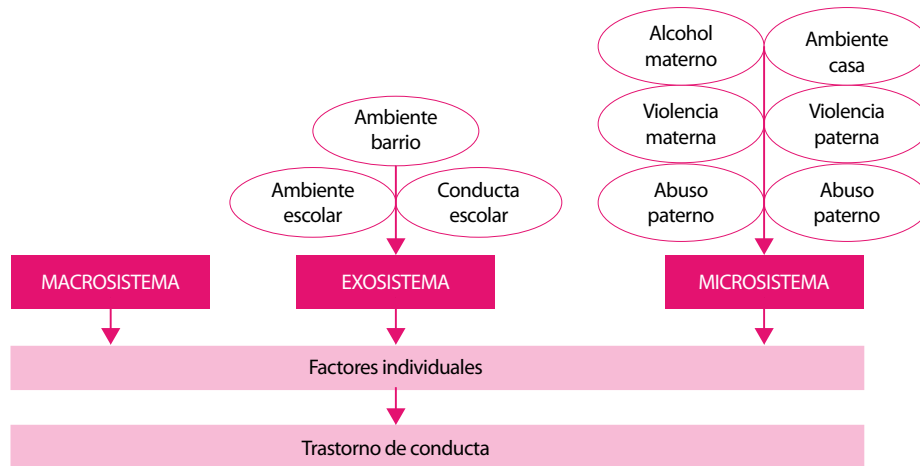 Alcohol
materno
Ambiente
casa
Ambiente
barrio
Violencia
materna
Violencia
paterna
Ambiente
escolar
Conducta
escolar
Abuso
paterno
Abuso
paterno
MACROSISTEMA
EXOSISTEMA
MICROSISTEMA
Factores individuales
Trastorno de conducta